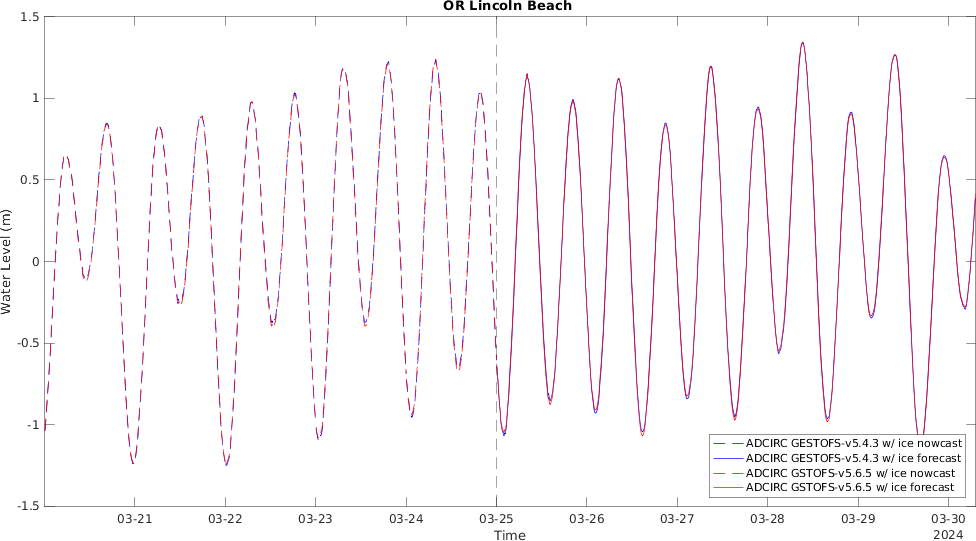 OR Lincoln Beach
1.5
1
0.5
0
-0.5
-1
-1.5
Water Level (m)
ADCIRC GESTOFS-v5.4.3 w/ ice nowcast
ADCIRC GESTOFS-v5.4.3 w/ ice forecast
ADCIRC GSTOFS-v5.6.5 w/ ice nowcast
ADCIRC GSTOFS-v5.6.5 w/ ice forecast
03-21 03-22 03-23 03-24 03-25 03-26 03-27 03-28 03-29 03-30
2024
Time